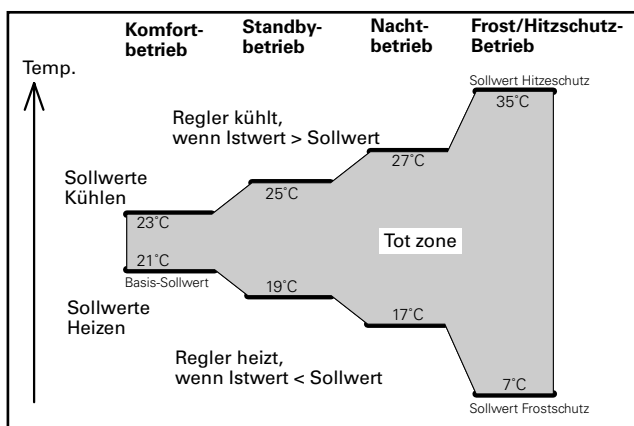 Komfort-
betrieb
Standby-
betrieb
Nacht-
betrieb
Frost/Hitzschutz-
Betrieb
Temp.
Sollwert Hitzeschutz
35°C
Regler kühlt,
wenn Istwert > Sollwert
27°C
Sollwerte
Kühlen
25°C
23°C
Tot zone
21°C
Basis-Sollwert
19°C
Sollwerte
Heizen
17°C
Regler heizt,
wenn Istwert < Sollwert
7°C
Sollwert Frostschutz